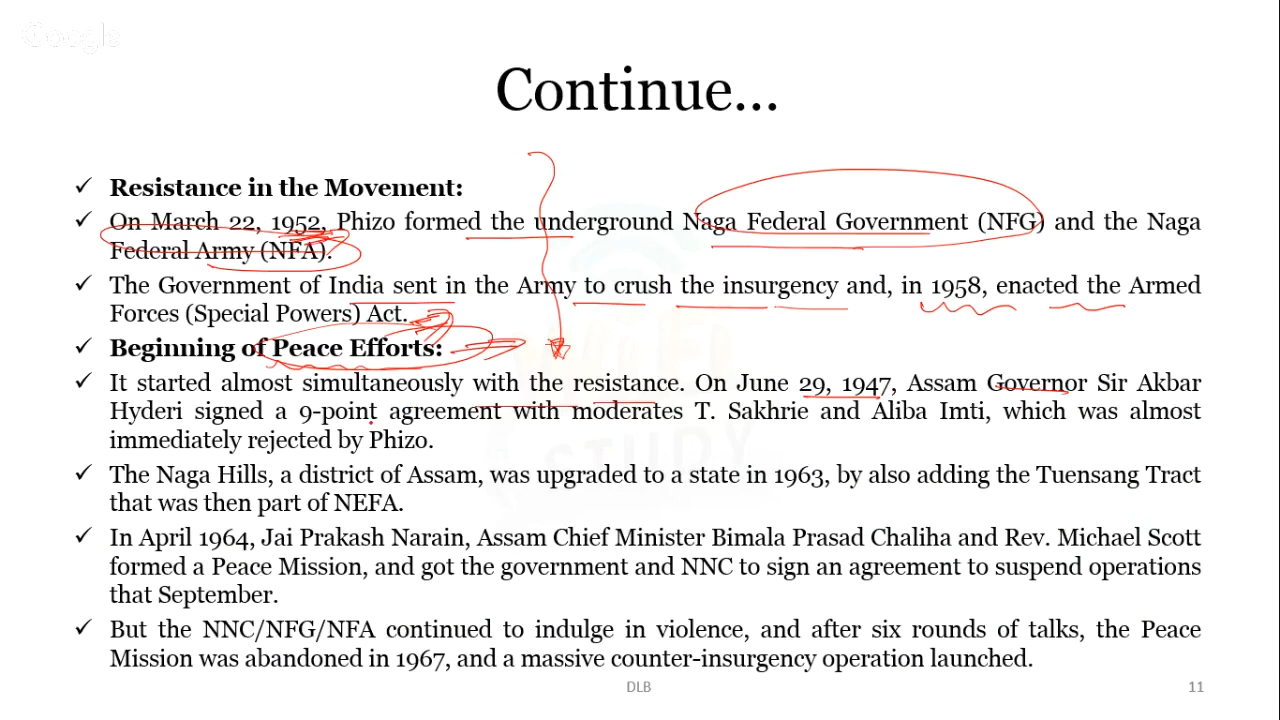 Google
Continue...
✓ Resistance in the Movement:
✓ On March 22, 1952, Phizo formed the underground Naga Federal Government (NFG) and the Naga
Federal Army (NFA).
✓ The Government of India sent in the Army to crush the insurgency and, in 1958, enacted the Armed
Forces (Special Powers) Act.
✓ Beginning of Peace Efforts:
✓ It started almost simultaneously with the resistance. On June 29, 1947, Assam Governor Sir Akbar
Hyderi signed a 9-point agreement with moderates T. Sakhrie and Aliba Imti, which was almost
immediately rejected by Phizo.
✓ The Naga Hills, a district of Assam, was upgraded to a state in 1963, by also adding the Tuensang Tract
that was then part of NEFA.
✓ In April 1964, Jai Prakash Narain, Assam Chief Minister Bimala Prasad Chaliha and Rev. Michael Scott
formed a Peace Mission, and got the government and NNC to sign an agreement to suspend operations
that September.
✓ But the NNC/NFG/NFA continued to indulge in violence, and after six rounds of talks, the Peace
Mission was abandoned in 1967, and a massive counter-insurgency operation launched.
STUDY
DLB
11